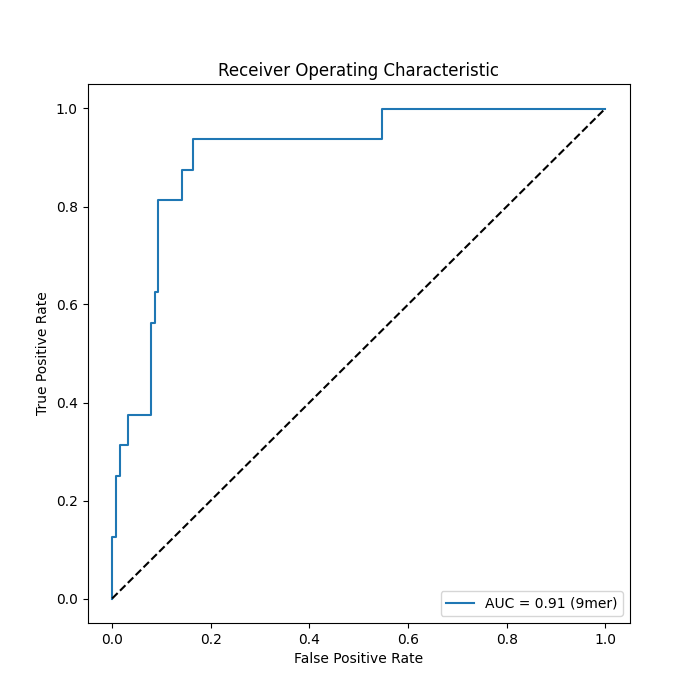 Receiver Operating Characteristic
1.0
0.8
0.6
0.4
0.2
0.0
True Positive Rate
AUC = 0.91 (9mer)
0.0 0.2 0.4 0.6 0.8 1.0
False Positive Rate